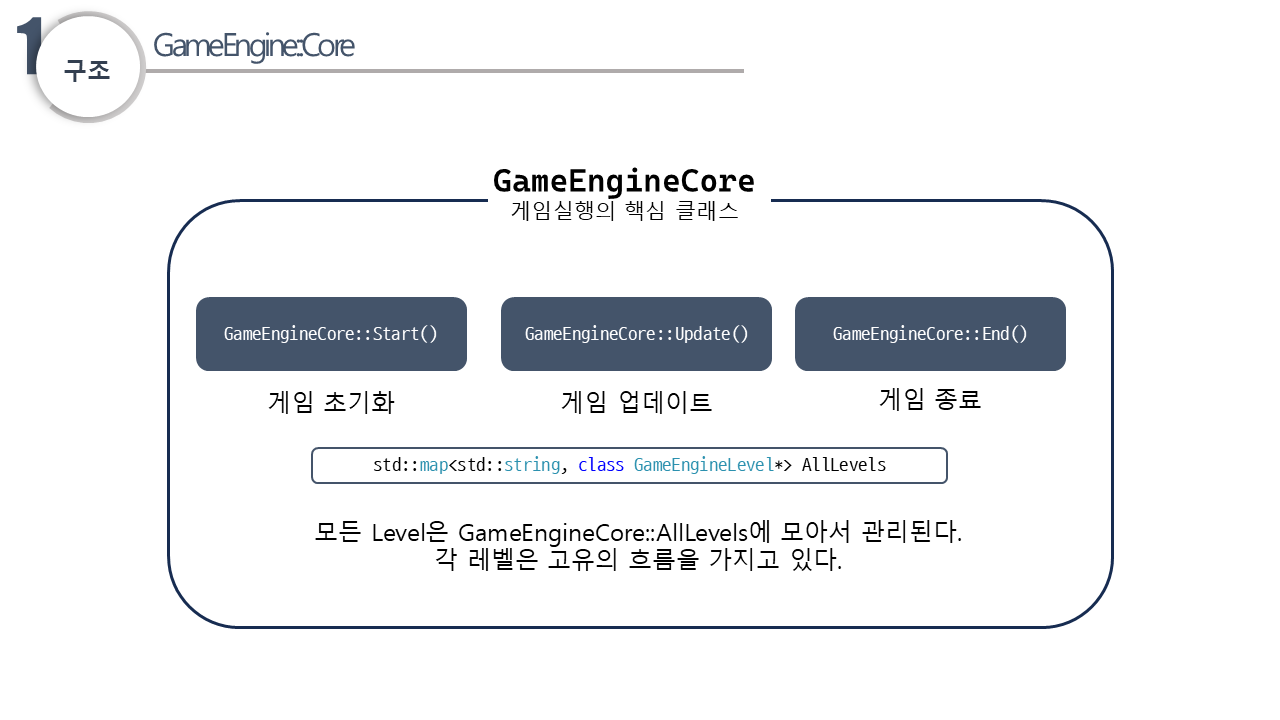 1
구조
GameEngine::Core
GameEngineCore
게임실행의 핵심 클래스
GameEngineCore::Start()
GameEngineCore::Update()
GameEngineCore::End()
게임 초기화
게임 업데이트
게임 종료
std::map<std::string, class GameEngineLevel*> AllLevels
모든 Level은 GameEngineCore::AllLevels에 모아서 관리된다.
각 레벨은 고유의 흐름을 가지고 있다.